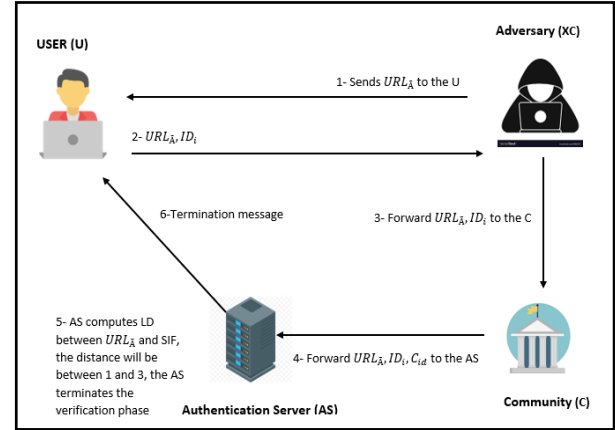 Adversary (XC)
USER (U)
1- Sends URL_Ã to the U
2- URL_Ã, ID_i
6-Termination message
3- Forward URL_Ã, ID_i to the C
5- AS computes LD
between URL_Ã and SIF,
the distance will be
between 1 and 3, the AS
terminates the
verification phase
4- Forward URL_Ã, ID_i, C_id to the AS
Authentication Server (AS)
Community (C)